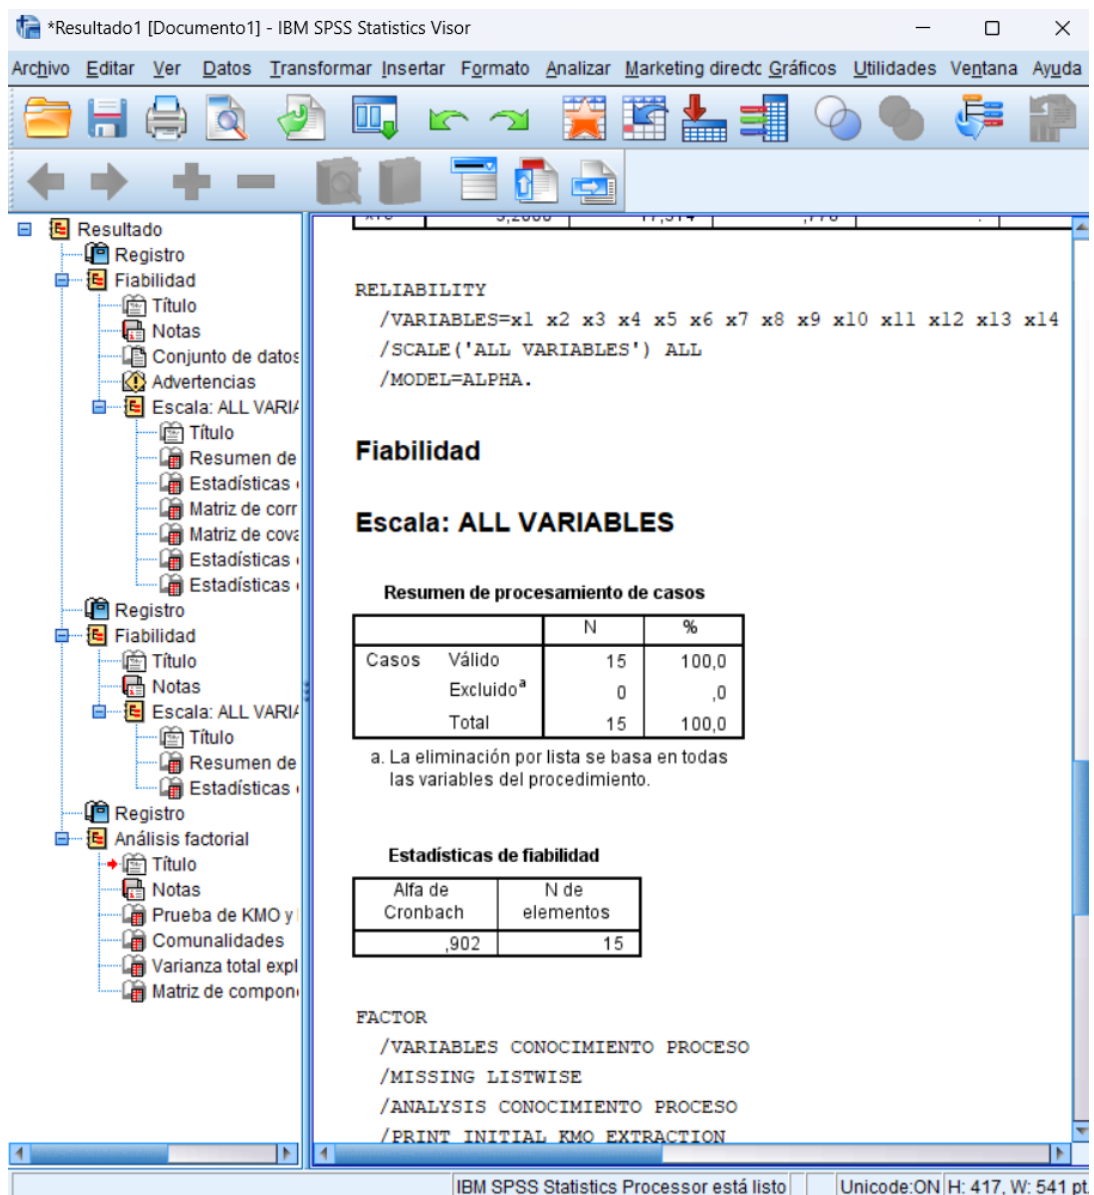 *Resultado1 [Documento1] - IBM SPSS Statistics Visor
Archivo Editar Ver Datos Transformar Insertar Formato Analizar Marketing directc Gráficos Utilidades Ventana Ayuda
Resultado
Registro
Fiabilidad
Título
Notas
Conjunto de datos
Advertencias
Escala: ALL VARIA
Título
Resumen de
Estadísticas
Matriz de corr
Matriz de cova
Estadísticas
Estadísticas
Registro
Fiabilidad
Título
Notas
Escala: ALL VARIA
Título
Resumen de
Estadísticas
Registro
Análisis factorial
Título
Notas
Prueba de KMO y
Comunalidades
Varianza total expl
Matriz de compon
RELIABILITY
/VARIABLES=x1 x2 x3 x4 x5 x6 x7 x8 x9 x10 x11 x12 x13 x14
/SCALE('ALL VARIABLES') ALL
/MODEL=ALPHA.
Fiabilidad
Escala: ALL VARIABLES
Resumen de procesamiento de casos
N %
Casos Válido 15 100,0
Excluidoª 0 ,0
Total 15 100,0
a. La eliminación por lista se basa en todas
las variables del procedimiento.
Estadísticas de fiabilidad
Alfa de N de
Cronbach elementos
,902 15
FACTOR
/VARIABLES CONOCIMIENTO PROCESO
/MISSING LISTWISE
/ANALYSIS CONOCIMIENTO PROCESO
/PRINT INITIAL KMO EXTRACTION
IBM SPSS Statistics Processor está listo Unicode:ON H: 417, W: 541 pt.